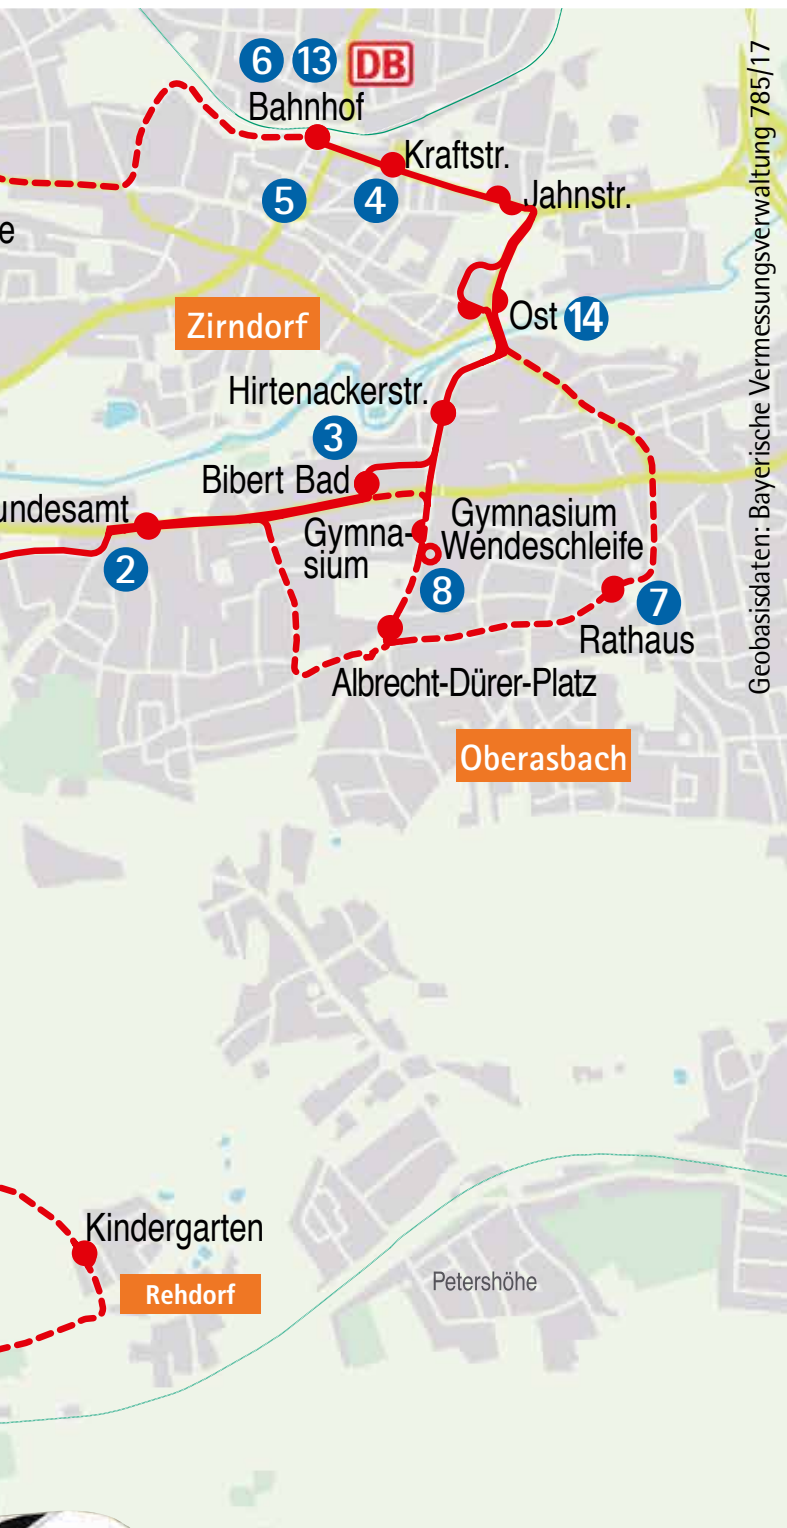 6 13 DB
Bahnhof
Kraftstr.
5 4
Jahnstr.
e
Zirndorf
Ost 14
Hirtenackerstr.
3
Bibert Bad
undesamt
2
Gymna-
sium
Gymnasium
Wendeschleife
8
7
Rathaus
Albrecht-Dürer-Platz
Oberasbach
Kindergarten
Rehdorf
Petershöhe
Geobasisdaten: Bayerische Vermessungsverwaltung 785/17